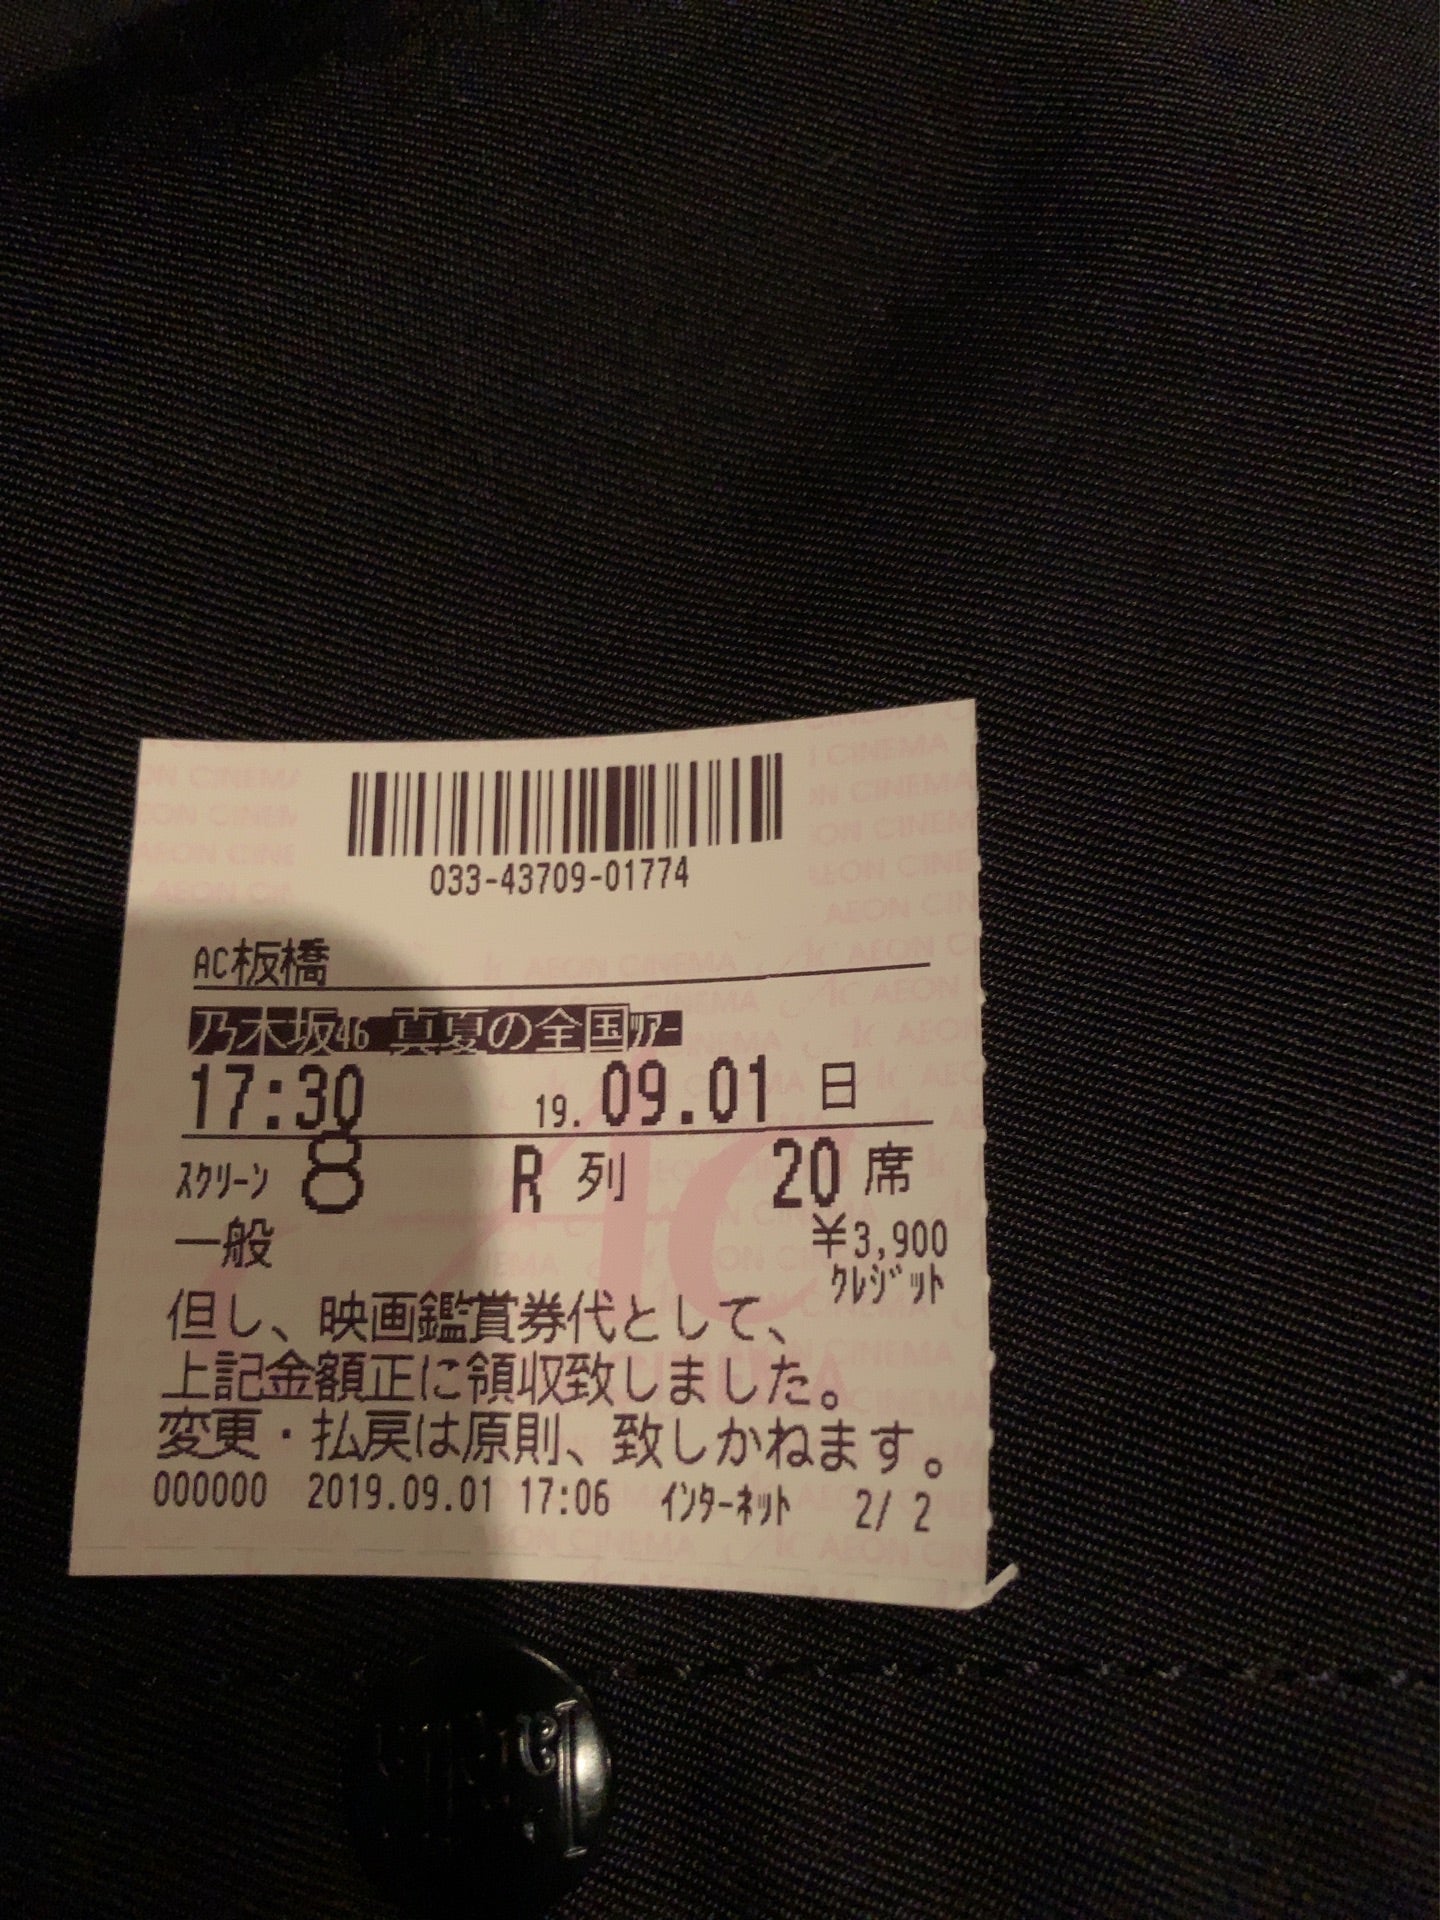 033-43709-01774
AC板橋
乃木坂46 真夏の全国ﾂｱｰ
17:30 19.09.01 日
ｽｸﾘｰﾝ 8 R 列 20 席
一般 ¥3,900
ｸﾚｼﾞｯﾄ
但し、映画鑑賞券代として、
上記金額正に領収致しました。
変更・払戻は原則、致しかねます。
000000 2019.09.01 17:06 ｲﾝﾀｰﾈｯﾄ 2/ 2